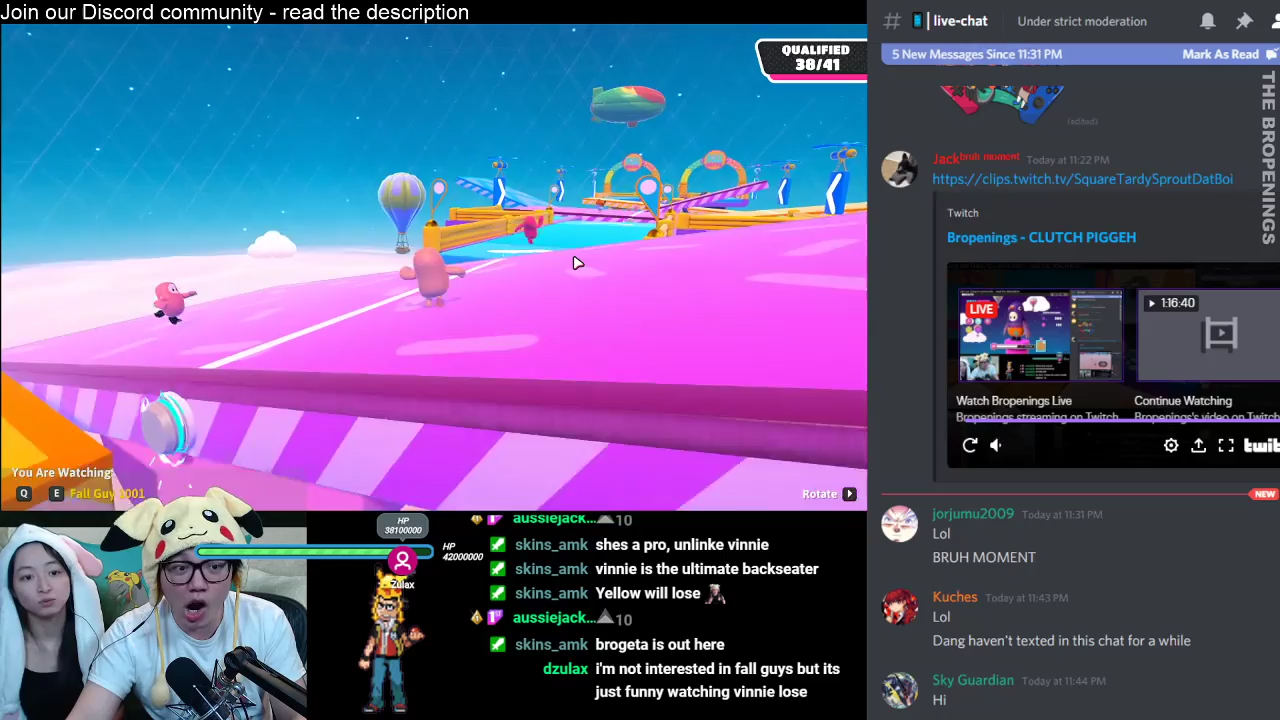 Join our Discord community - read the description
QUALIFIED
38/41
You Are Watching
Q E Fall Guy 1001
Rotate
HP
38100000
HP
42000000
Zulax
aussiejack... 10
skins_amk shes a pro, unlinke vinnie
skins_amk vinnie is the ultimate backseater
skins_amk Yellow will lose
1st aussiejack... 10
skins_amk brogeta is out here
dzulax i'm not interested in fall guys but its
just funny watching vinnie lose
# | live-chat Under strict moderation
5 New Messages Since 11:31 PM Mark As Read
(edited)
Jack bruh moment Today at 11:22 PM
https://clips.twitch.tv/SquareTardySproutDatBoi
Twitch
Bropenings - CLUTCH PIGGEH
LIVE
1:16:40
Watch Bropenings Live
Bropenings streaming on Twitch
Continue Watching
Bropenings's video on Twitch
twit
NEW
jorjumu2009 Today at 11:31 PM
Lol
BRUH MOMENT
Kuches Today at 11:43 PM
Lol
Dang haven't texted in this chat for a while
Sky Guardian Today at 11:44 PM
Hi
THE BROPENINGS